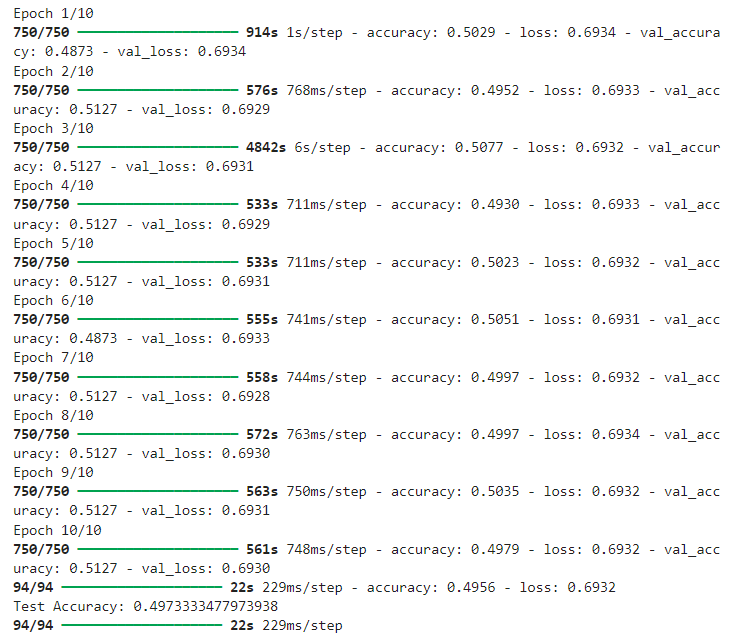 Epoch 1/10
750/750 ━━━━━━━━━━━━━━━━━━━━ 914s 1s/step - accuracy: 0.5029 - loss: 0.6934 - val_accura
cy: 0.4873 - val_loss: 0.6934
Epoch 2/10
750/750 ━━━━━━━━━━━━━━━━━━━━ 576s 768ms/step - accuracy: 0.4952 - loss: 0.6933 - val_acc
uracy: 0.5127 - val_loss: 0.6929
Epoch 3/10
750/750 ━━━━━━━━━━━━━━━━━━━━ 4842s 6s/step - accuracy: 0.5077 - loss: 0.6932 - val_accur
acy: 0.5127 - val_loss: 0.6931
Epoch 4/10
750/750 ━━━━━━━━━━━━━━━━━━━━ 533s 711ms/step - accuracy: 0.4930 - loss: 0.6933 - val_acc
uracy: 0.5127 - val_loss: 0.6929
Epoch 5/10
750/750 ━━━━━━━━━━━━━━━━━━━━ 533s 711ms/step - accuracy: 0.5023 - loss: 0.6932 - val_acc
uracy: 0.5127 - val_loss: 0.6931
Epoch 6/10
750/750 ━━━━━━━━━━━━━━━━━━━━ 555s 741ms/step - accuracy: 0.5051 - loss: 0.6931 - val_acc
uracy: 0.4873 - val_loss: 0.6933
Epoch 7/10
750/750 ━━━━━━━━━━━━━━━━━━━━ 558s 744ms/step - accuracy: 0.4997 - loss: 0.6932 - val_acc
uracy: 0.5127 - val_loss: 0.6928
Epoch 8/10
750/750 ━━━━━━━━━━━━━━━━━━━━ 572s 763ms/step - accuracy: 0.4997 - loss: 0.6934 - val_acc
uracy: 0.5127 - val_loss: 0.6930
Epoch 9/10
750/750 ━━━━━━━━━━━━━━━━━━━━ 563s 750ms/step - accuracy: 0.5035 - loss: 0.6932 - val_acc
uracy: 0.5127 - val_loss: 0.6931
Epoch 10/10
750/750 ━━━━━━━━━━━━━━━━━━━━ 561s 748ms/step - accuracy: 0.4979 - loss: 0.6932 - val_acc
uracy: 0.5127 - val_loss: 0.6930
94/94 ━━━━━━━━━━━━━━━━━━━━ 22s 229ms/step - accuracy: 0.4956 - loss: 0.6932
Test Accuracy: 0.4973333477973938
94/94 ━━━━━━━━━━━━━━━━━━━━ 22s 229ms/step